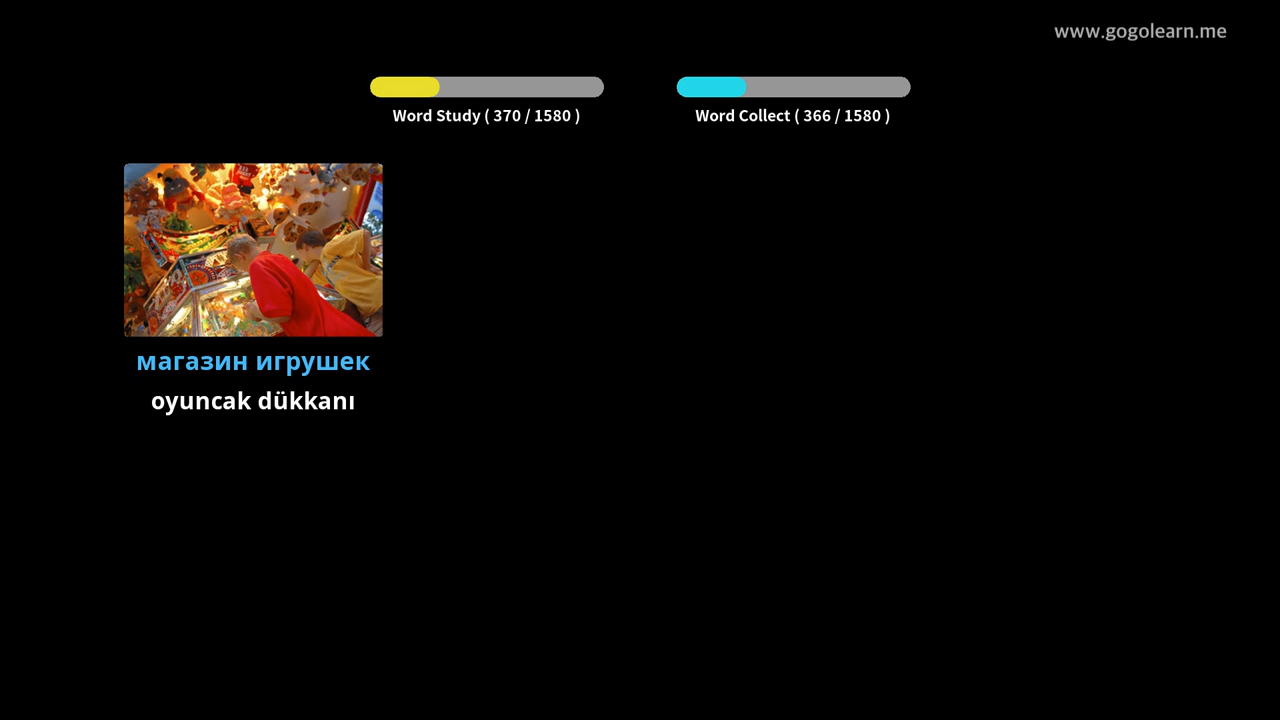 www.gogolearn.me
Word Study ( 370 / 1580 )
Word Collect ( 366 / 1580 )
магазин игрушек
oyuncak dükkanı